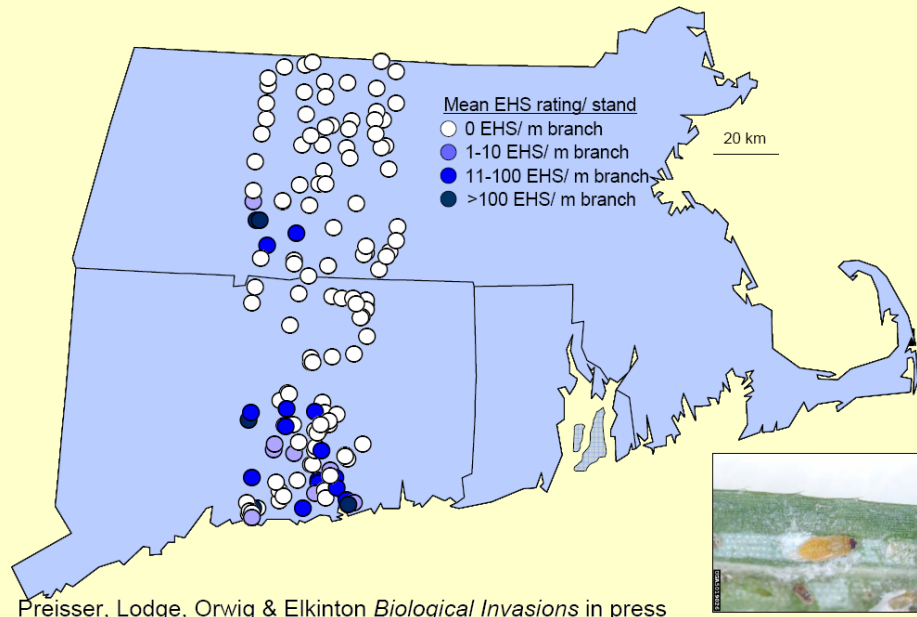 Mean EHS rating/ stand
0 EHS/ m branch
1-10 EHS/ m branch
11-100 EHS/ m branch
>100 EHS/ m branch
20 km
Preisser, Lodge, Orwig & Elkinton Biological Invasions in press